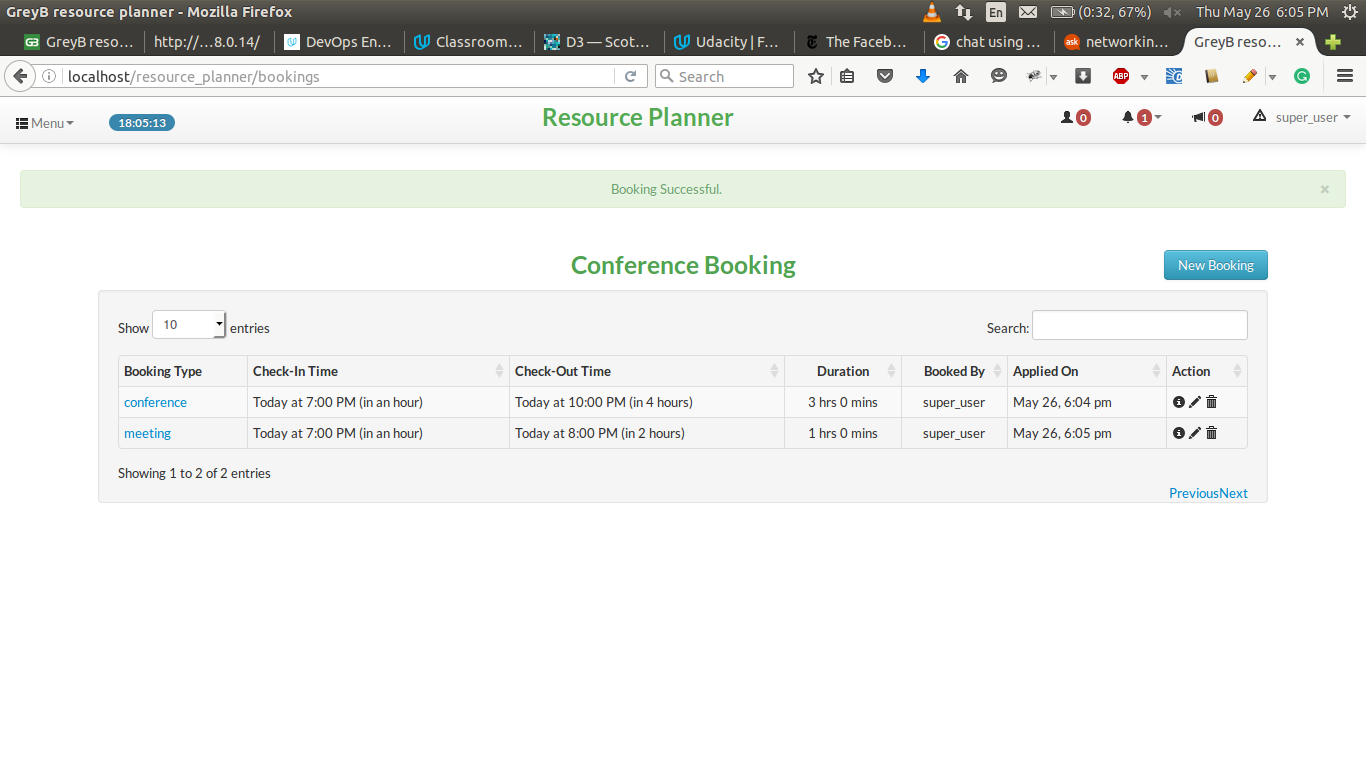 GreyB resource planner - Mozilla Firefox En (0:32, 67%) Thu May 26 6:05 PM
GB GreyB reso... http://...8.0.14/ DevOps En... Classroom... D3 — Scot... Udacity | F... The Faceb... chat using ... ask networkin... GreyB reso...
localhost/resource_planner/bookings Search ABP
Menu 18:05:13 Resource Planner 0 1 0 super_user
Booking Successful. ×
Conference Booking New Booking
Show 10 entries Search:
Booking Type Check-In Time Check-Out Time Duration Booked By Applied On Action
conference Today at 7:00 PM (in an hour) Today at 10:00 PM (in 4 hours) 3 hrs 0 mins super_user May 26, 6:04 pm
meeting Today at 7:00 PM (in an hour) Today at 8:00 PM (in 2 hours) 1 hrs 0 mins super_user May 26, 6:05 pm
Showing 1 to 2 of 2 entries
PreviousNext